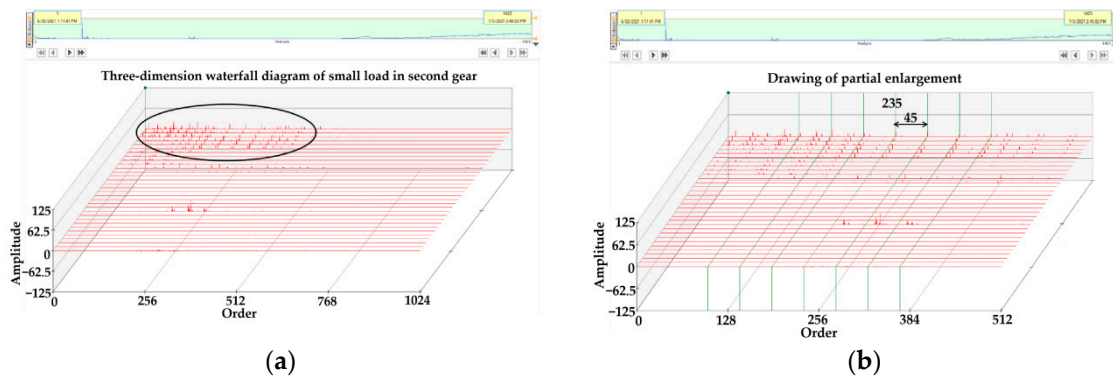 Three-dimension waterfall diagram of small load in second gear
125
62.5
0
−62.5
−125
Amplitude
0
256
512
768
1024
Order
(a)
Drawing of partial enlargement
235
45
125
62.5
0
−62.5
−125
Amplitude
0
128
256
384
512
Order
(b)